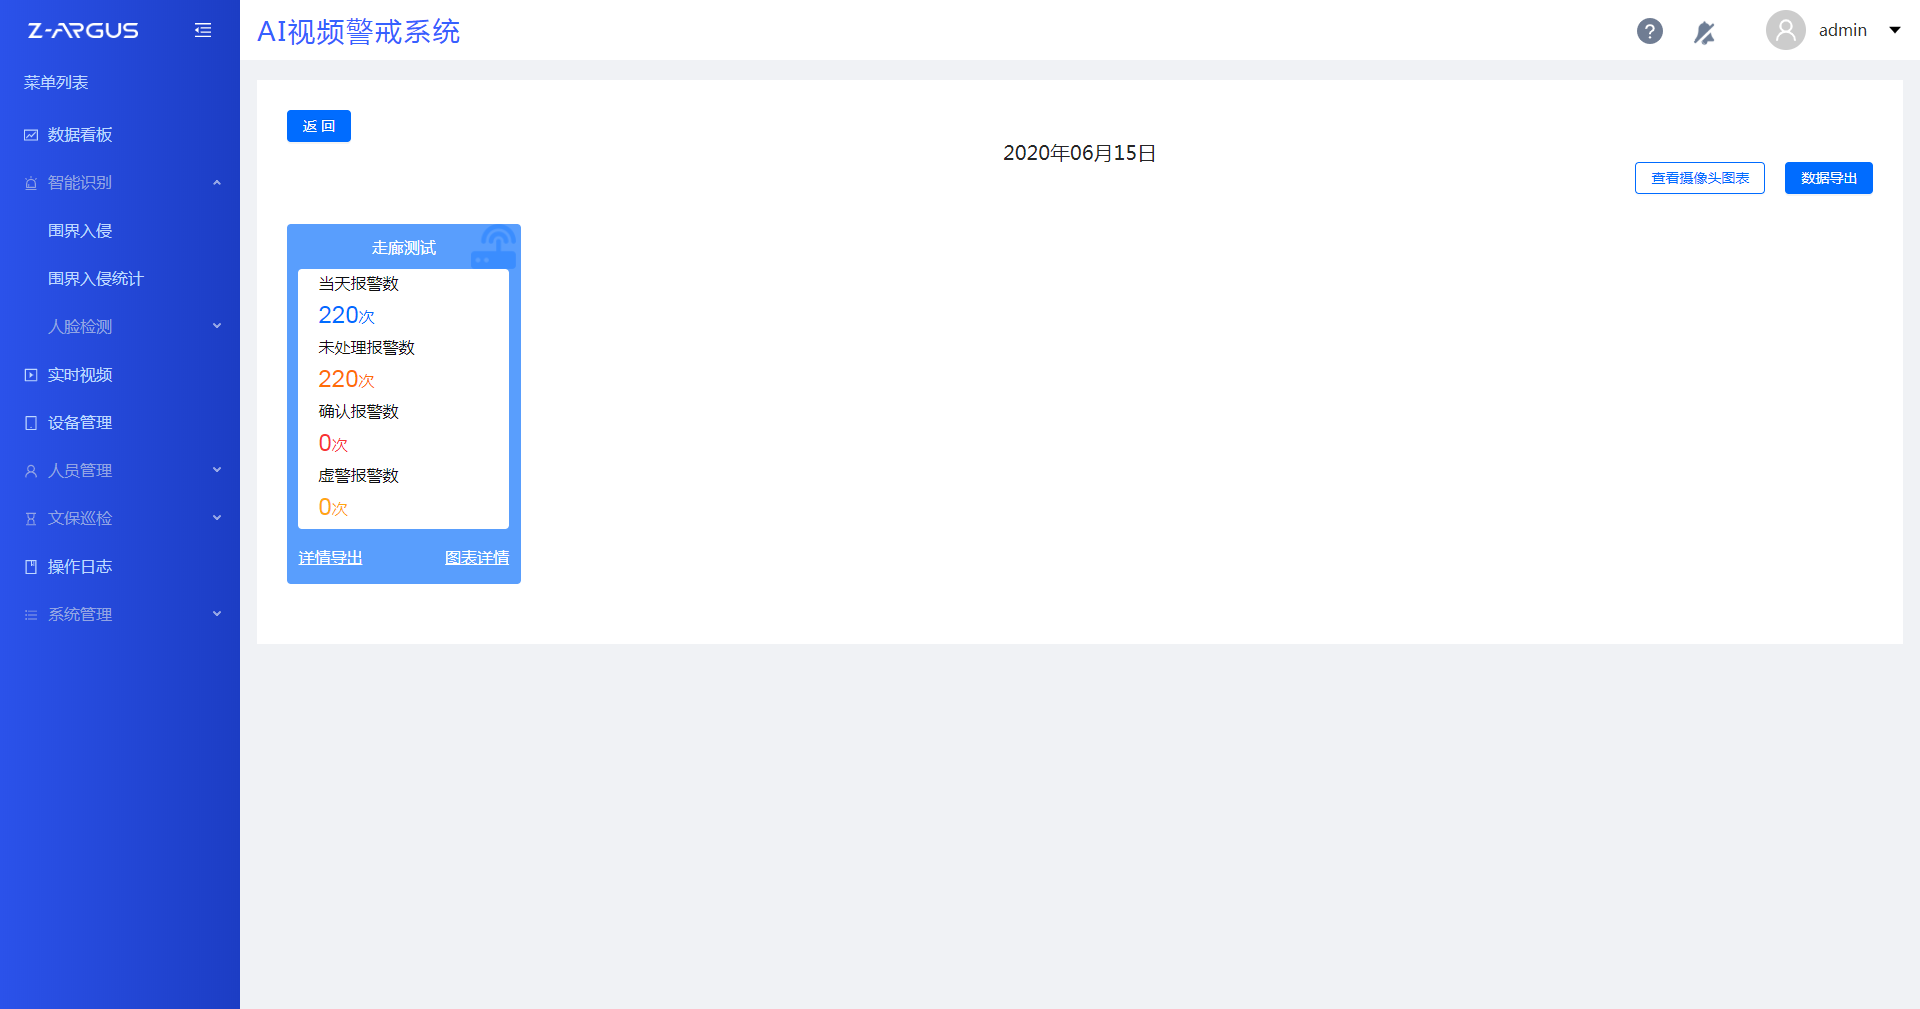 Z-ARGUS
AI视频警戒系统
?
admin
菜单列表
数据看板
智能识别
围界入侵
围界入侵统计
人脸检测
实时视频
设备管理
人员管理
文保巡检
操作日志
系统管理
返回
2020年06月15日
查看摄像头图表
数据导出
走廊测试
当天报警数
220次
未处理报警数
220次
确认报警数
0次
虚警报警数
0次
详情导出
图表详情